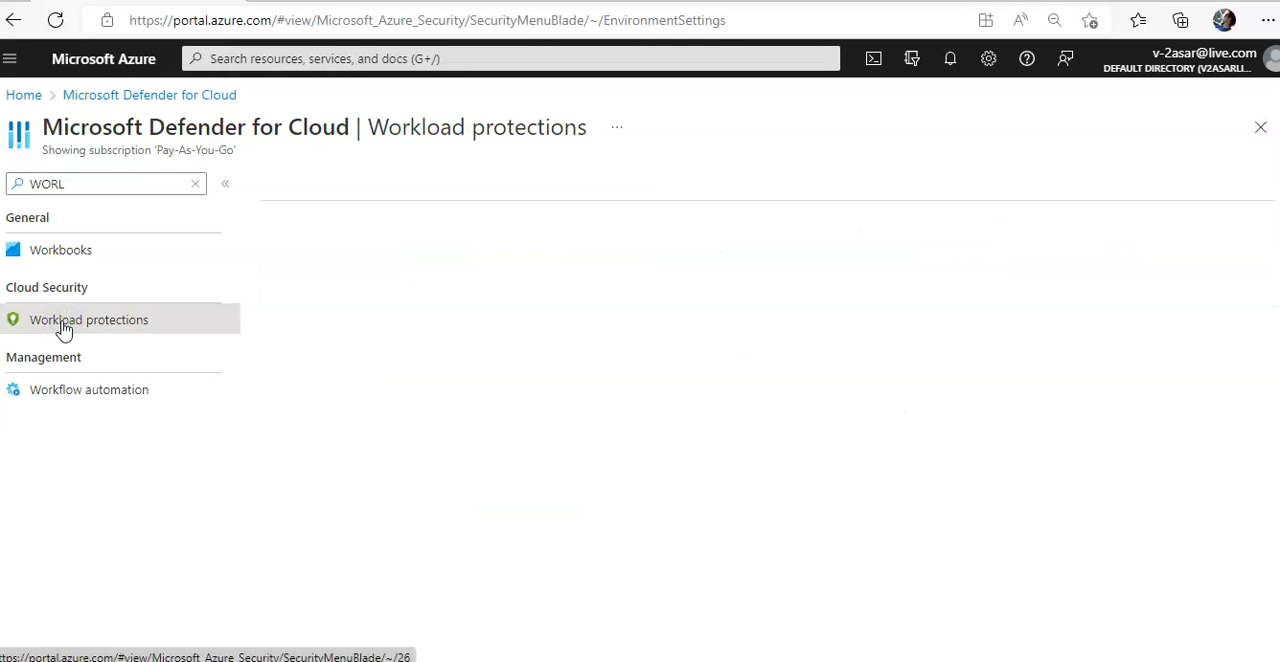 https://portal.azure.com/#view/Microsoft_Azure_Security/SecurityMenuBlade/~/EnvironmentSettings
Microsoft Azure
Search resources, services, and docs (G+/)
v-2asar@live.com
DEFAULT DIRECTORY (V2ASARLI...
Home > Microsoft Defender for Cloud
Microsoft Defender for Cloud | Workload protections ...
Showing subscription 'Pay-As-You-Go'
WORL
General
Workbooks
Cloud Security
Workload protections
Management
Workflow automation
ttps://portal.azure.com/#view/Microsoft_Azure_Security/SecurityMenuBlade/~/26